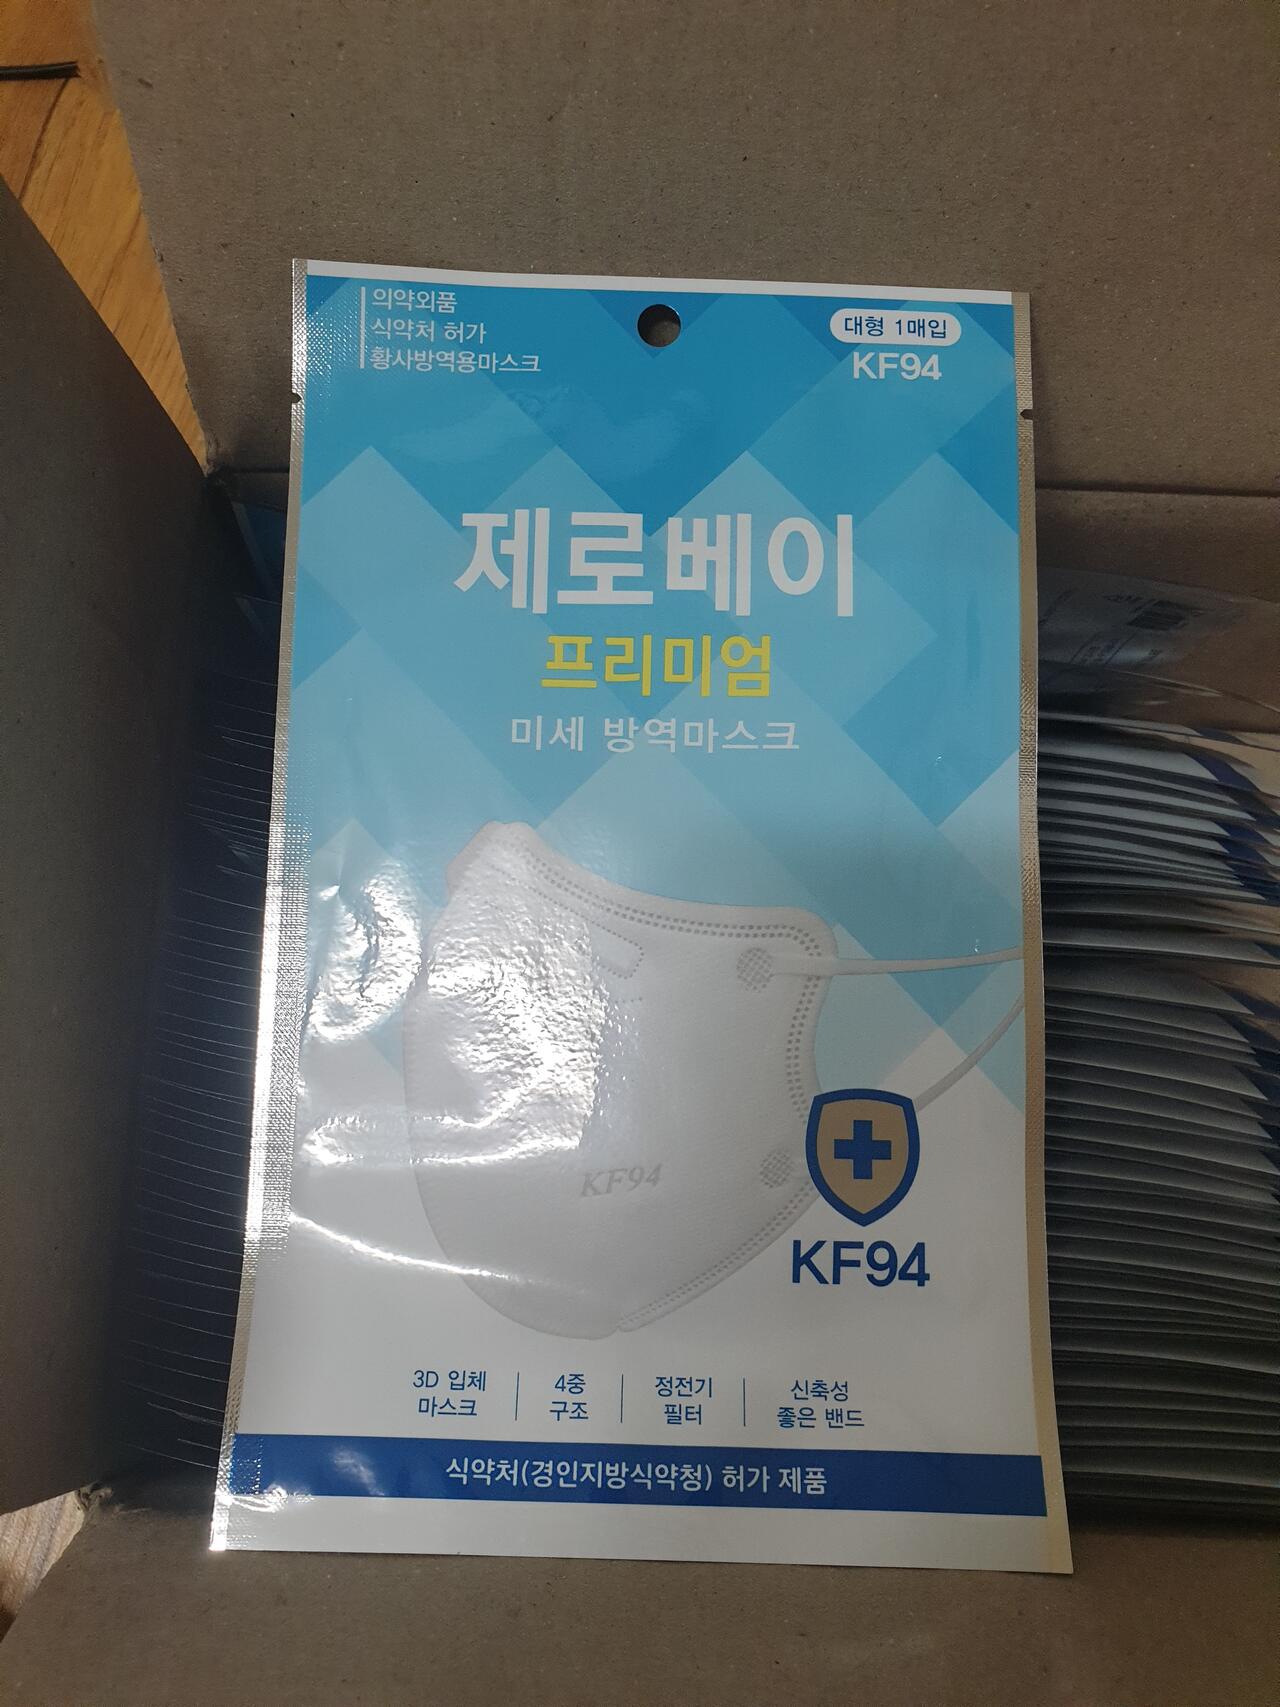 의약외품
식약처 허가
황사방역용마스크
대형 1매입
KF94
제로베이
프리미엄
미세 방역마스크
KF94
KF94
3D 입체
마스크
4중
구조
정전기
필터
신축성
좋은 밴드
식약처(경인지방식약청) 허가 제품